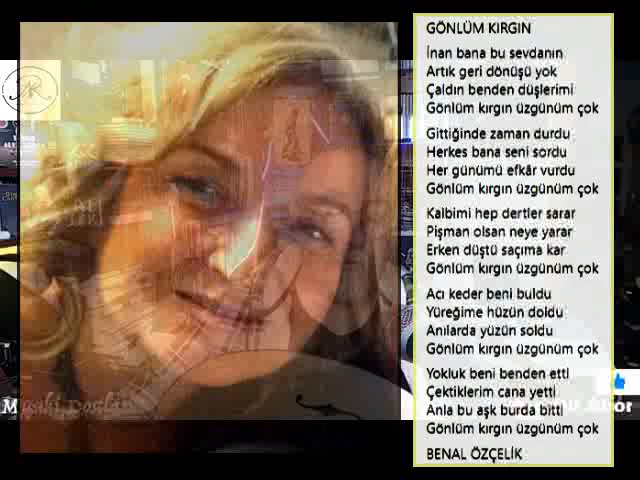 GÖNLÜM KIRGIN
İnan bana bu sevdanın
Artık geri dönüşü yok
Çaldın benden düşlerimi
Gönlüm kırgın üzgünüm çok
Gittiğinde zaman durdu
Herkes bana seni sordu
Her günümü efkâr vurdu
Gönlüm kırgın üzgünüm çok
Kalbimi hep dertler sarar
Pişman olsan neye yarar
Erken düştü saçıma kar
Gönlüm kırgın üzgünüm çok
Acı keder beni buldu
Yüreğime hüzün doldu
Anılarda yüzün soldu
Gönlüm kırgın üzgünüm çok
Yokluk beni benden etti
Çektiklerim cana yetti
Anla bu aşk burda bitti
Gönlüm kırgın üzgünüm çok
BENAL ÖZÇELİK